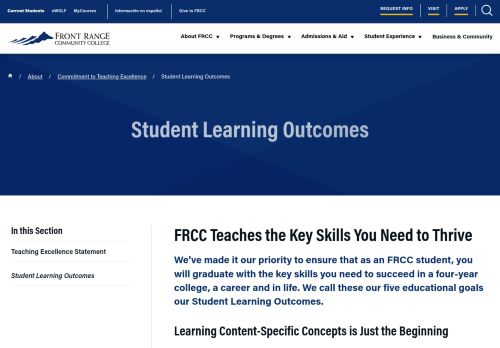 Current Students eWOLF MyCourses Información en español Give to FRCC REQUEST INFO VISIT APPLY
FRONT RANGE
COMMUNITY COLLEGE
About FRCC Programs & Degrees Admissions & Aid Student Experience Business & Community
/ About / Commitment to Teaching Excellence / Student Learning Outcomes
Student Learning Outcomes
In this Section
Teaching Excellence Statement
Student Learning Outcomes
FRCC Teaches the Key Skills You Need to Thrive
We've made it our priority to ensure that as an FRCC student, you
will graduate with the key skills you need to succeed in a four-year
college, a career and in life. We call these our five educational goals
our Student Learning Outcomes.
Learning Content-Specific Concepts is Just the Beginning